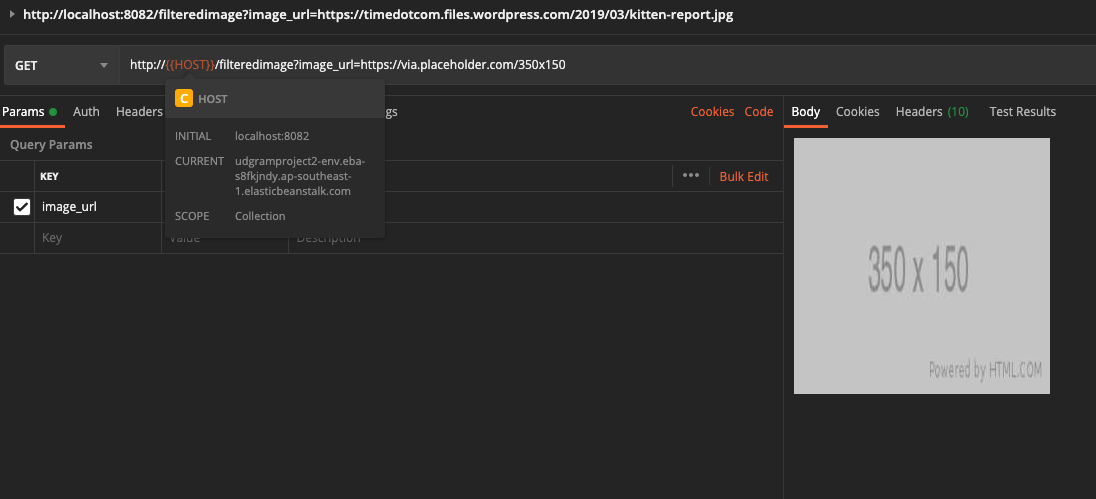 http://localhost:8082/filteredimage?image_url=https://timedotcom.files.wordpress.com/2019/03/kitten-report.jpg
GET
http://{{HOST}}/filteredimage?image_url=https://via.placeholder.com/350x150
C HOST
INITIAL localhost:8082
CURRENT udgramproject2-env.eba-
s8fkjndy.ap-southeast-
1.elasticbeanstalk.com
SCOPE Collection
Params Auth Headers gs Cookies Code
Query Params
KEY ••• Bulk Edit
image_url
Key Value Description
Body Cookies Headers (10) Test Results
350 x 150
Powered by HTML.COM